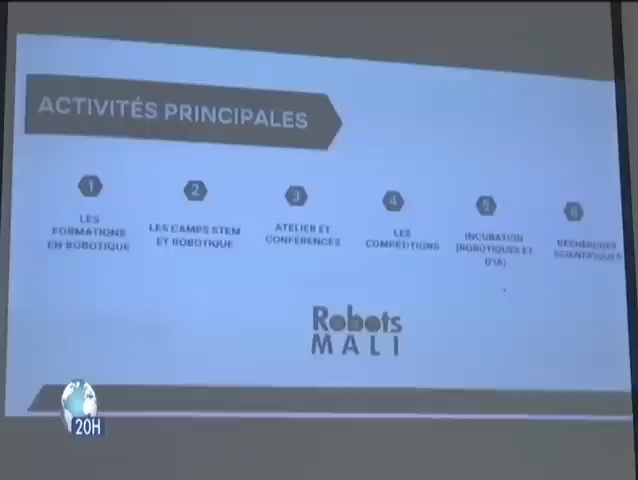 ACTIVITÉS PRINCIPALES
1
LES
FORMATIONS
EN ROBOTIQUE
2
LES CAMPS STEM
ET ROBOTIQUE
3
ATELIER ET
CONFERENCES
4
LES
COMPÉTITIONS
5
INCUBATION
(ROBOTIQUES ET
D'IA)
6
RECHERCHES
SCIENTIFIQUES
Robots
MALI
20H